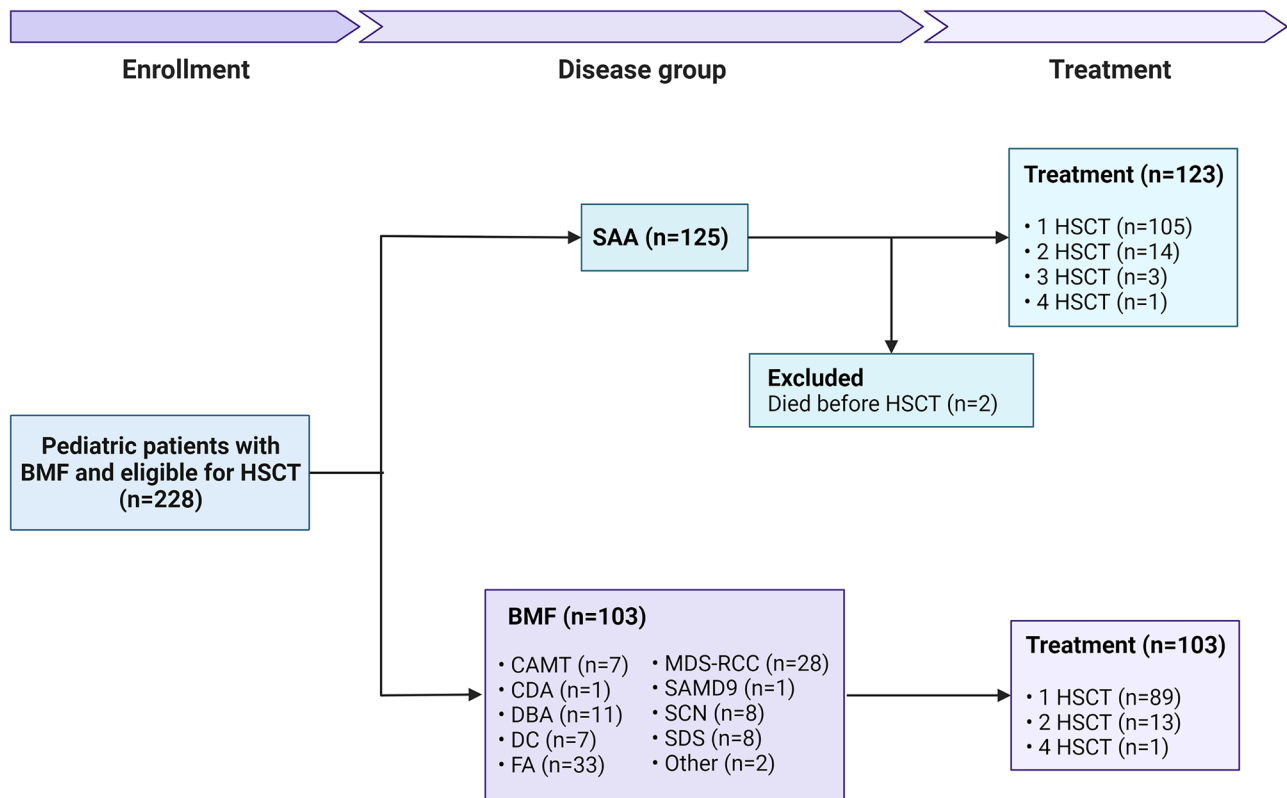 Enrollment
Disease group
Treatment
Treatment (n=123)
• 1 HSCT (n=105)
• 2 HSCT (n=14)
• 3 HSCT (n=3)
• 4 HSCT (n=1)
SAA (n=125)
Excluded
Died before HSCT (n=2)
Pediatric patients with
BMF and eligible for HSCT
(n=228)
BMF (n=103)
• CAMT (n=7)
• CDA (n=1)
• DBA (n=11)
• DC (n=7)
• FA (n=33)
• MDS-RCC (n=28)
• SAMD9 (n=1)
• SCN (n=8)
• SDS (n=8)
• Other (n=2)
Treatment (n=103)
• 1 HSCT (n=89)
• 2 HSCT (n=13)
• 4 HSCT (n=1)